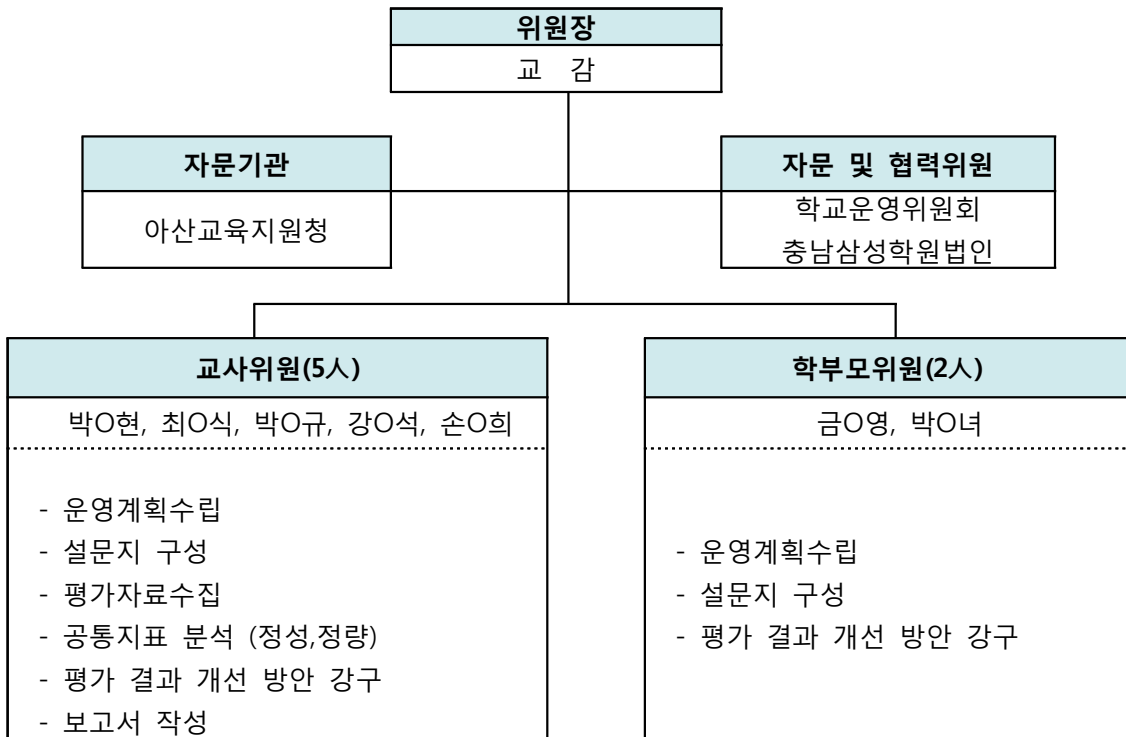 위원장
교 감
자문기관
아산교육지원청
자문 및 협력위원
학교운영위원회
충남삼성학원법인
교사위원(5人)
박O현, 최O식, 박O규, 강O석, 손O희
- 운영계획수립
- 설문지 구성
- 평가자료수집
- 공통지표 분석 (정성,정량)
- 평가 결과 개선 방안 강구
- 보고서 작성
학부모위원(2人)
금O영, 박O녀
- 운영계획수립
- 설문지 구성
- 평가 결과 개선 방안 강구